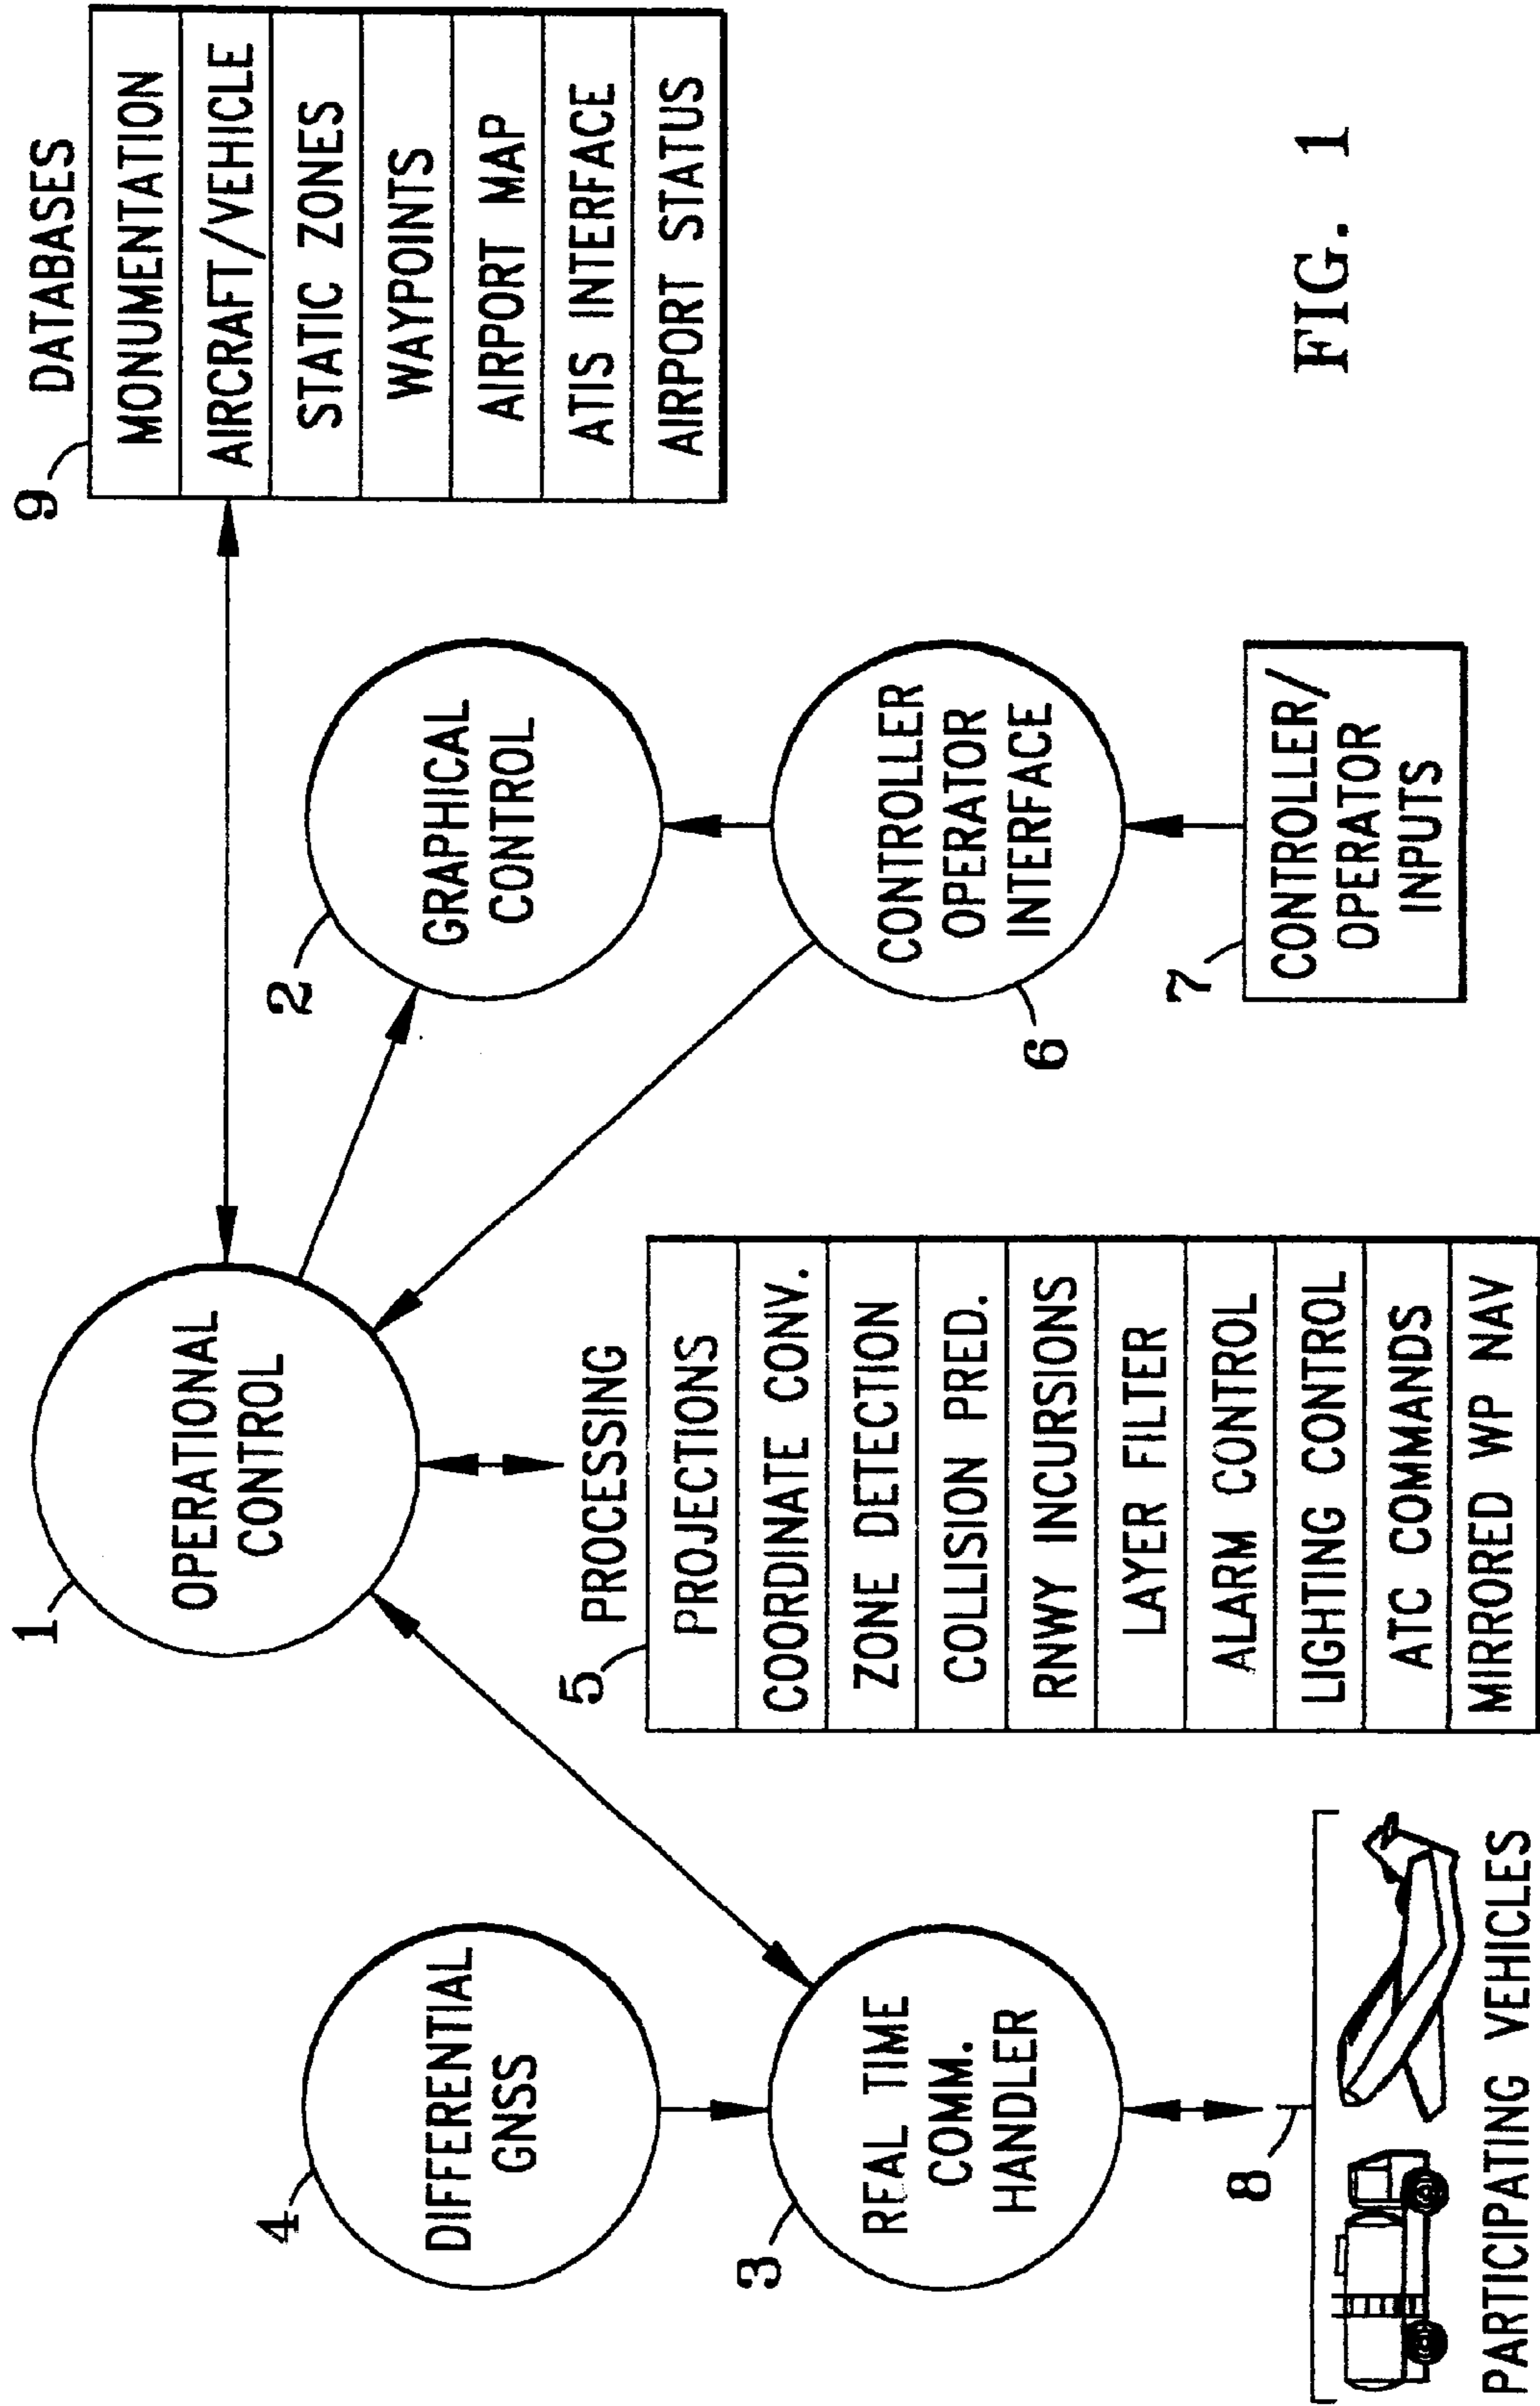 1
OPERATIONAL
CONTROL
9
DATABASES
MONUMENTATION
AIRCRAFT/VEHICLE
STATIC ZONES
WAYPOINTS
AIRPORT MAP
ATIS INTERFACE
AIRPORT STATUS
4
DIFFERENTIAL
GNSS
2
GRAPHICAL
CONTROL
5
PROCESSING
PROJECTIONS
COORDINATE CONV.
ZONE DETECTION
COLLISION PRED.
RNWY INCURSIONS
LAYER FILTER
ALARM CONTROL
LIGHTING CONTROL
ATC COMMANDS
MIRRORED WP NAV
3
REAL TIME
COMM.
HANDLER
6
CONTROLLER
OPERATOR
INTERFACE
8
PARTICIPATING VEHICLES
7
CONTROLLER/
OPERATOR
INPUTS
FIG. 1